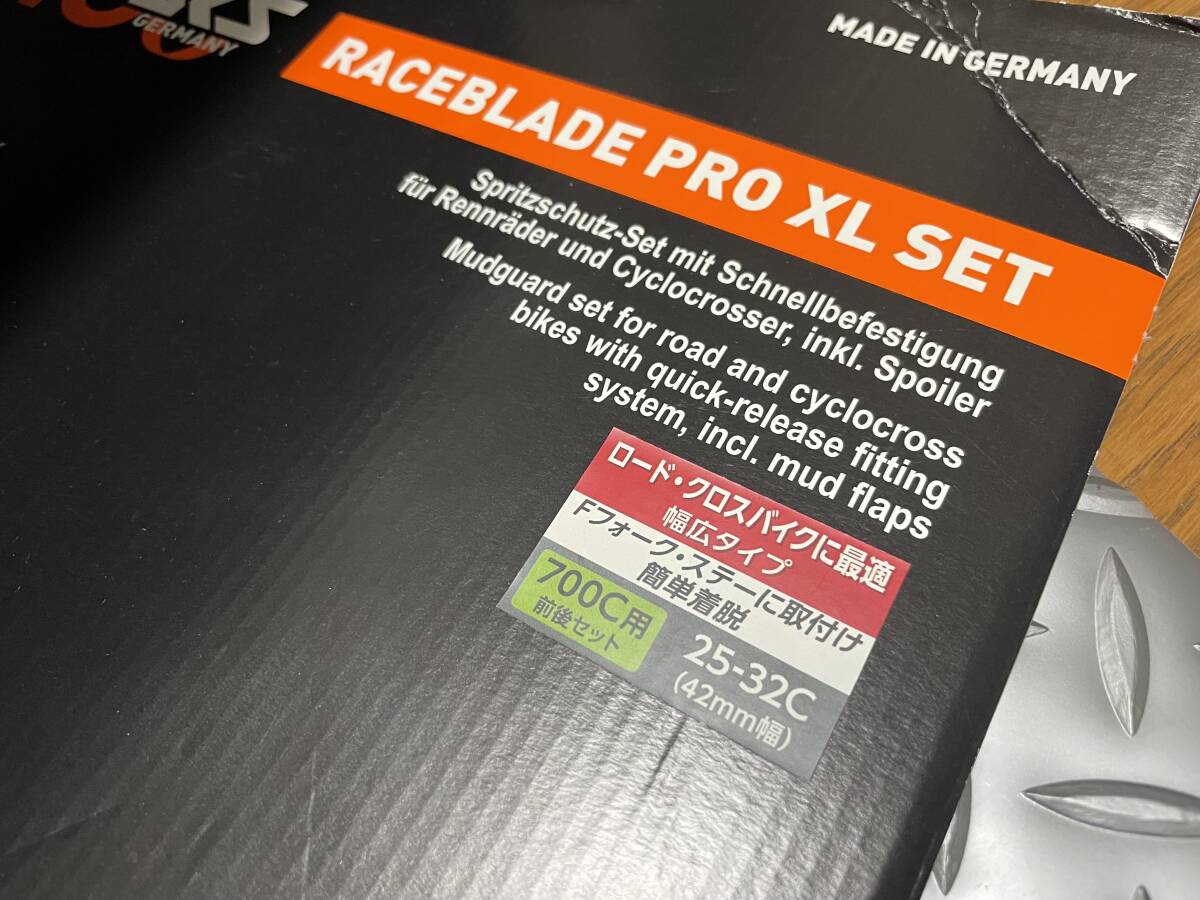 GERMANY
MADE IN GERMANY
RACEBLADE PRO XL SET
Spritzschutz-Set mit Schnellbefestigung
für Rennräder und Cyclocrosser, inkl. Spoiler
Mudguard set for road and cyclocross
bikes with quick-release fitting
system, incl. mud flaps
ロード・クロスバイクに最適
幅広タイプ
Fフォーク・ステーに取付け
簡単着脱
700C用
前後セット
25-32C
(42mm幅)